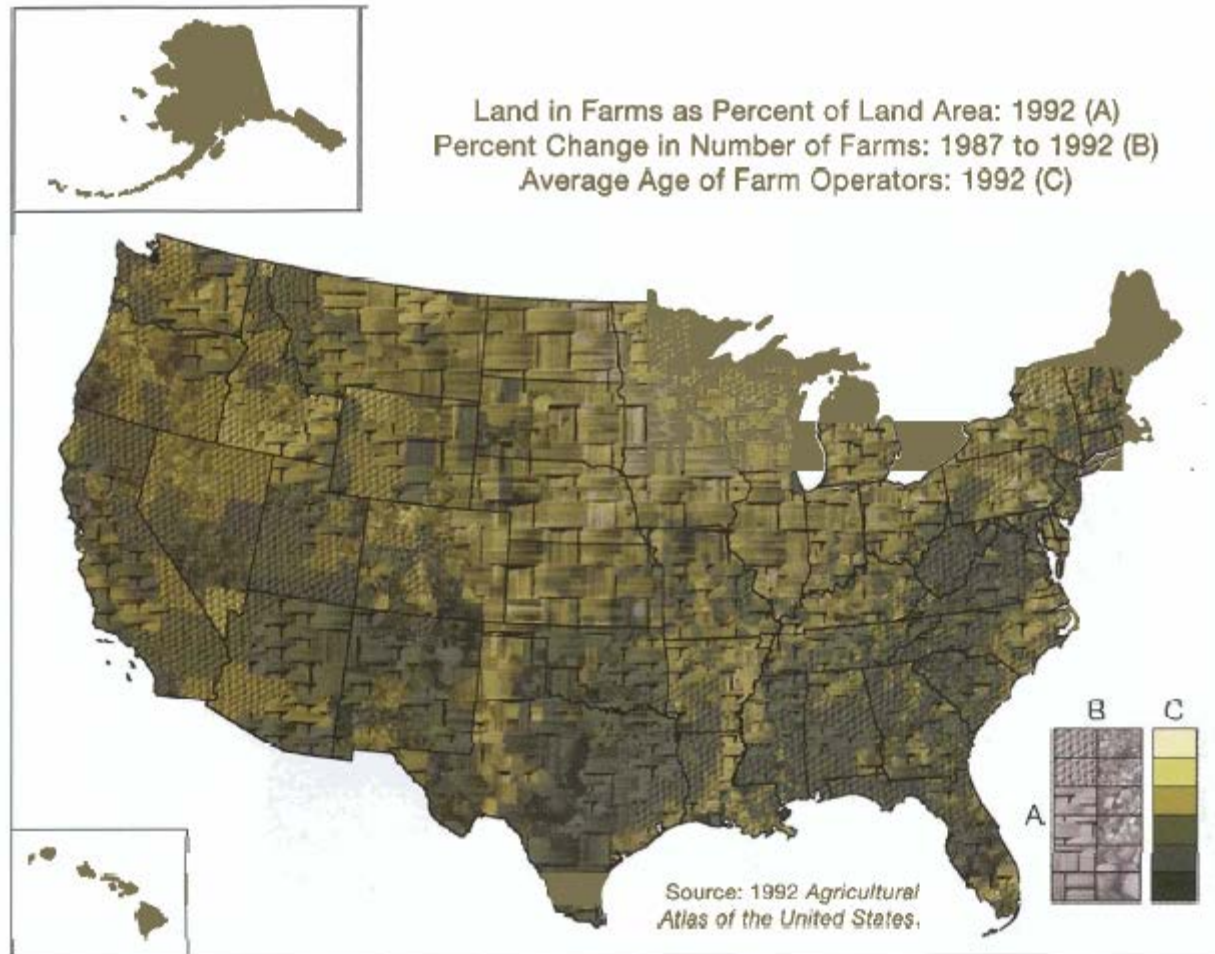 Land in Farms as Percent of Land Area: 1992 (A)
Percent Change in Number of Farms: 1987 to 1992 (B)
Average Age of Farm Operators: 1992 (C)
B C
A
Source: 1992 Agricultural
Atlas of the United States.